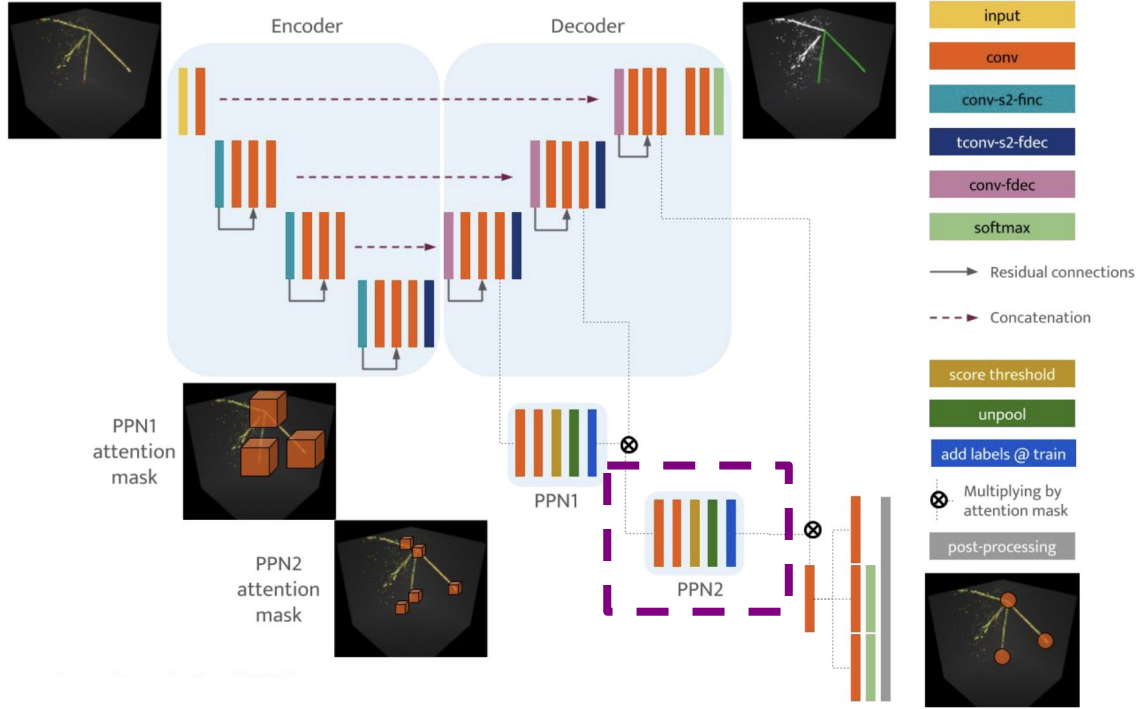 Encoder
Decoder
input
conv
conv-s2-finc
tconv-s2-fdec
conv-fdec
softmax
Residual connections
Concatenation
score threshold
unpool
add labels @ train
Multiplying by
attention mask
post-processing
PPN1
attention
mask
PPN1
PPN2
attention
mask
PPN2